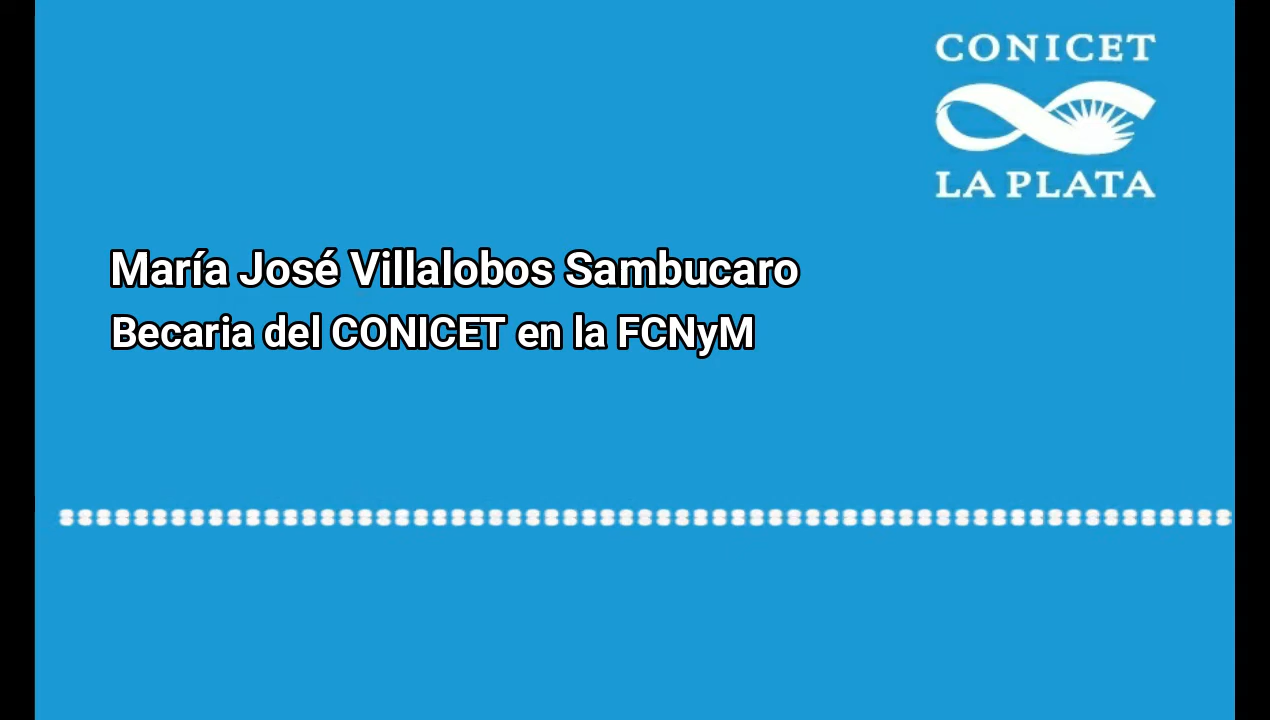 CONICET
LA PLATA
María José Villalobos Sambucaro
Becaria del CONICET en la FCNyM